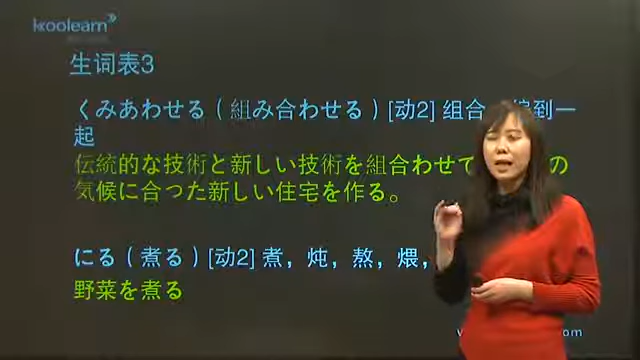 koolearn
生词表3
くみあわせる（組み合わせる）[动2] 组合 编到一
起
伝統的な技術と新しい技術を組合わせて の
気候に合つた新しい住宅を作る。
にる（煮る）[动2] 煮，炖，熬，煨，
野菜を煮る